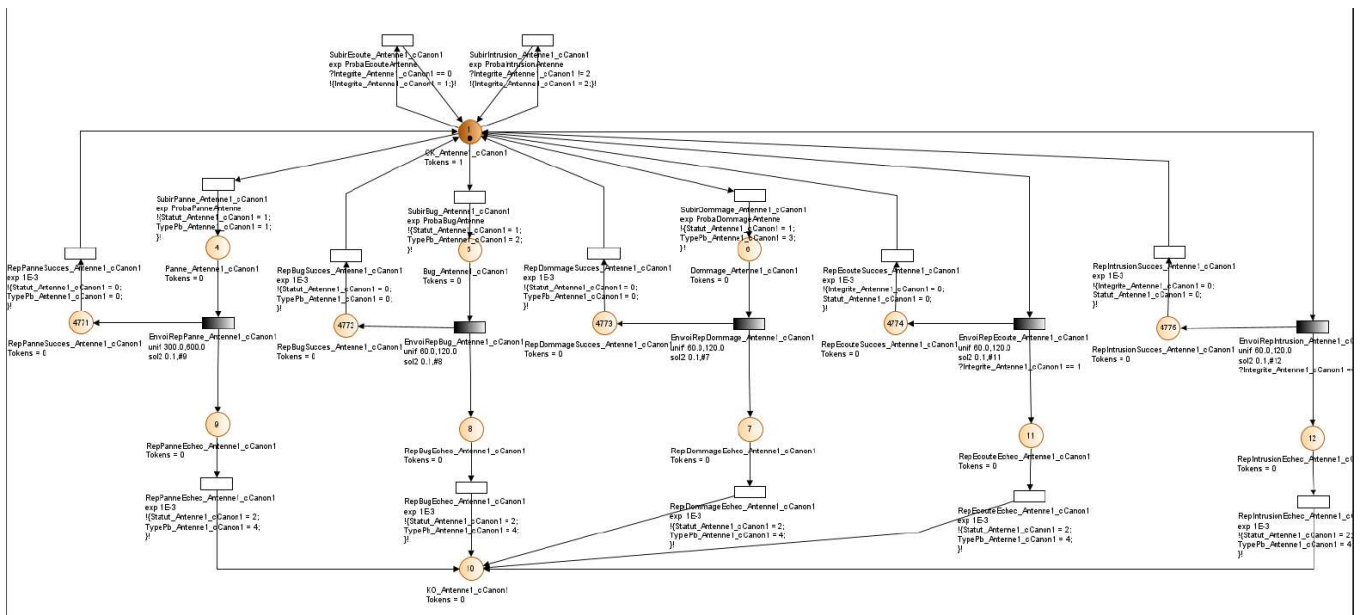 SubirEcoute_Antenne1_cCanon1
exp ProbaEcouteAntenne
?Integrite_Antenne1_cCanon1 == 0
!{Integrite_Antenne1_cCanon1 = 1;}!
SubirIntrusion_Antenne1_cCanon1
exp ProbaIntrusionAntenne
?Integrite_Antenne1_cCanon1 != 2
!{Integrite_Antenne1_cCanon1 = 2;}!
1
OK_Antenne1_cCanon1
Tokens = 1
SubirPanne_Antenne1_cCanon1
exp ProbaPanneAntenne
!{Statut_Antenne1_cCanon1 = 1;
TypePb_Antenne1_cCanon1 = 1;
}!
SubirBug_Antenne1_cCanon1
exp ProbaBugAntenne
!{Statut_Antenne1_cCanon1 = 1;
TypePb_Antenne1_cCanon1 = 2;
}!
SubirDommage_Antenne1_cCanon1
exp ProbaDommageAntenne
!{Statut_Antenne1_cCanon1 = 1;
TypePb_Antenne1_cCanon1 = 3;
}!
4
Panne_Antenne1_cCanon1
Tokens = 0
5
Bug_Antenne1_cCanon1
Tokens = 0
6
Dommage_Antenne1_cCanon1
Tokens = 0
RepPanneSucces_Antenne1_cCanon1
exp 1E-3
!{Statut_Antenne1_cCanon1 = 0;
TypePb_Antenne1_cCanon1 = 0;
}!
RepBugSucces_Antenne1_cCanon1
exp 1E-3
!{Statut_Antenne1_cCanon1 = 0;
TypePb_Antenne1_cCanon1 = 0;
}!
RepDommageSucces_Antenne1_cCanon1
exp 1E-3
!{Statut_Antenne1_cCanon1 = 0;
TypePb_Antenne1_cCanon1 = 0;
}!
RepEcouteSucces_Antenne1_cCanon1
exp 1E-3
!{Integrite_Antenne1_cCanon1 = 0;
Statut_Antenne1_cCanon1 = 0;
}!
RepIntrusionSucces_Antenne1_cCanon1
exp 1E-3
!{Integrite_Antenne1_cCanon1 = 0;
Statut_Antenne1_cCanon1 = 0;
}!
4771
RepPanneSucces_Antenne1_cCanon1
Tokens = 0
EnvoiRepPanne_Antenne1_cCanon1
unif 300.0,600.0
sol2 0.1,#9
4772
RepBugSucces_Antenne1_cCanon1
Tokens = 0
EnvoiRepBug_Antenne1_cCanon1
unif 60.0,120.0
sol2 0.1,#8
4773
RepDommageSucces_Antenne1_cCanon1
Tokens = 0
EnvoiRepDommage_Antenne1_cCanon1
unif 60.0,120.0
sol2 0.1,#7
4774
RepEcouteSucces_Antenne1_cCanon1
Tokens = 0
EnvoiRepEcoute_Antenne1_cCanon1
unif 60.0,120.0
sol2 0.1,#11
?Integrite_Antenne1_cCanon1 == 1
4775
RepIntrusionSucces_Antenne1_cCanon1
Tokens = 0
EnvoiRepIntrusion_Antenne1_c
unif 60.0,120.0
sol2 0.1,#12
?Integrite_Antenne1_cCanon1 =
9
RepPanneEchec_Antenne1_cCanon1
Tokens = 0
8
RepBugEchec_Antenne1_cCanon1
Tokens = 0
7
RepDommageEchec_Antenne1_cCanon1
Tokens = 0
11
RepEcouteEchec_Antenne1_cCanon1
Tokens = 0
12
RepIntrusionEchec_Antenne1_c
Tokens = 0
RepPanneEchec_Antenne1_cCanon1
exp 1E-3
!{Statut_Antenne1_cCanon1 = 2;
TypePb_Antenne1_cCanon1 = 4;
}!
RepBugEchec_Antenne1_cCanon1
exp 1E-3
!{Statut_Antenne1_cCanon1 = 2;
TypePb_Antenne1_cCanon1 = 4;
}!
RepDommageEchec_Antenne1_cCanon1
exp 1E-3
!{Statut_Antenne1_cCanon1 = 2;
TypePb_Antenne1_cCanon1 = 4;
}!
RepEcouteEchec_Antenne1_cCanon1
exp 1E-3
!{Statut_Antenne1_cCanon1 = 2;
TypePb_Antenne1_cCanon1 = 4;
}!
RepIntrusionEchec_Antenne1_c
exp 1E-3
!{Statut_Antenne1_cCanon1 = 2;
TypePb_Antenne1_cCanon1 = 4
}!
10
KO_Antenne1_cCanon1
Tokens = 0